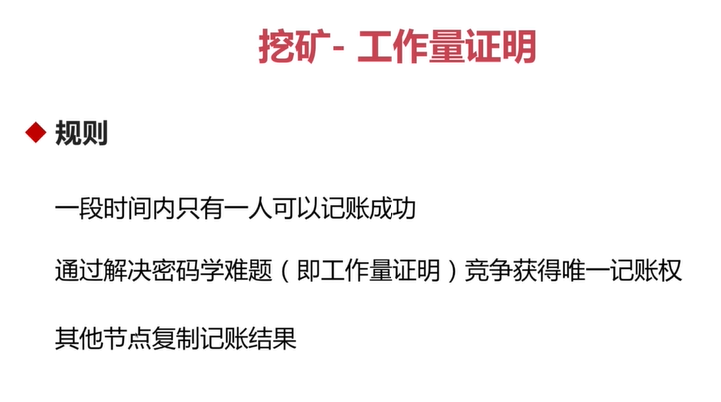 挖矿- 工作量证明
规则
一段时间内只有一人可以记账成功
通过解决密码学难题（即工作量证明）竞争获得唯一记账权
其他节点复制记账结果